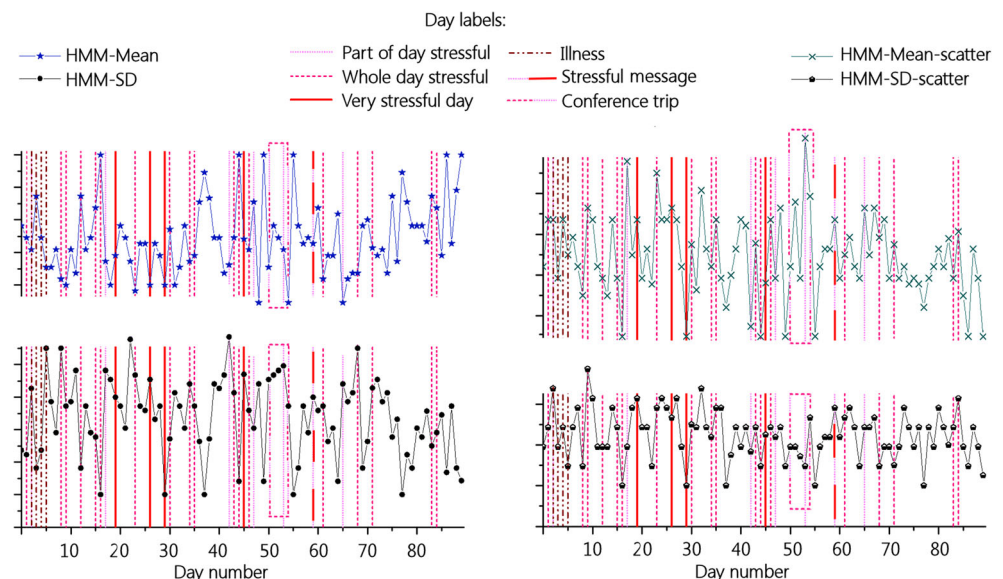 Day labels:
HMM-Mean
HMM-SD
Part of day stressful
Whole day stressful
Very stressful day
Illness
Stressful message
Conference trip
HMM-Mean-scatter
HMM-SD-scatter
10 20 30 40 50 60 70 80
Day number
10 20 30 40 50 60 70 80
Day number